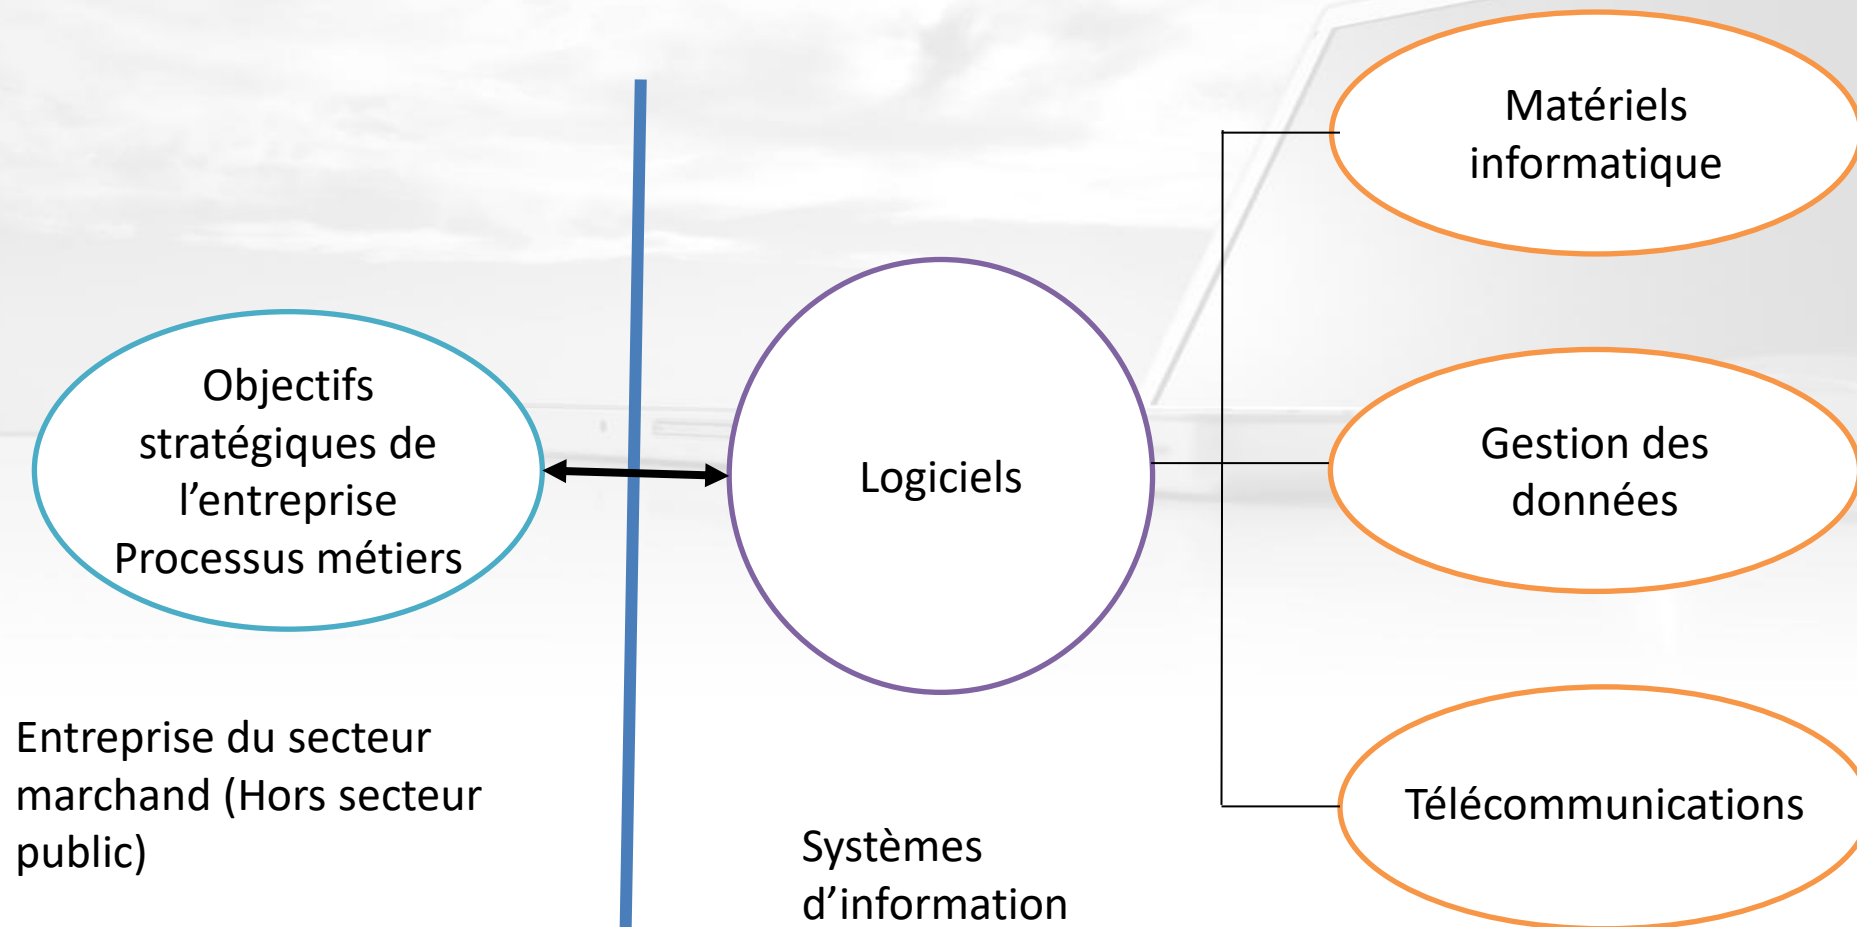 Matériels
informatique
Objectifs
stratégiques de
l’entreprise
Processus métiers
Logiciels
Gestion des
données
Entreprise du secteur
marchand (Hors secteur
public)
Systèmes
d’information
Télécommunications